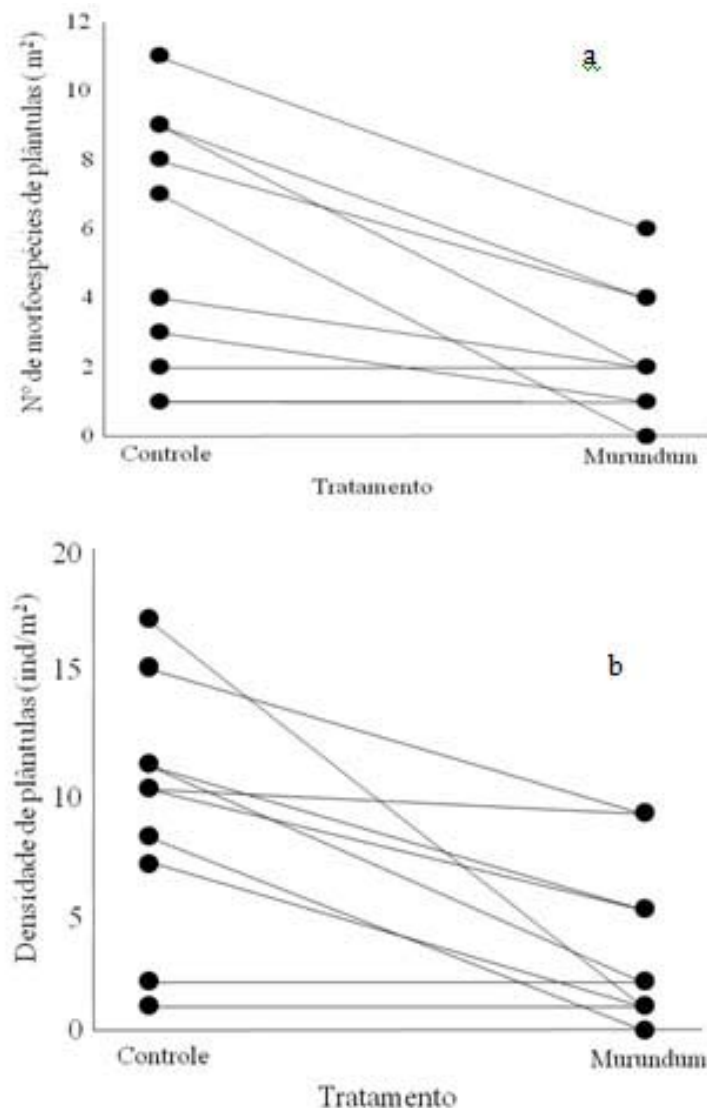 a
Nº de morfoespécies de plântulas ( m²)
12
10
8
6
4
2
0
Controle
Murundum
Tratamento
b
Densidade de plântulas (ind/m²)
20
15
10
5
0
Controle
Murundum
Tratamento